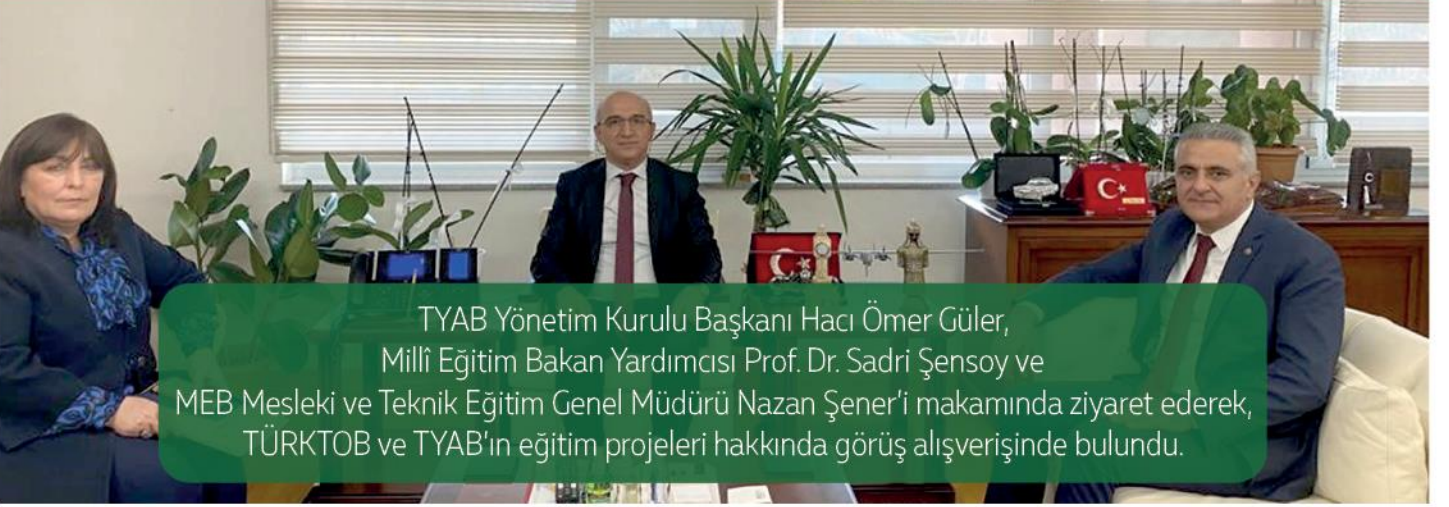 TYAB Yönetim Kurulu Başkanı Hacı Ömer Güler,
Millî Eğitim Bakan Yardımcısı Prof. Dr. Sadri Şensoy ve
MEB Mesleki ve Teknik Eğitim Genel Müdürü Nazan Şener'i makamında ziyaret ederek,
TÜRKTOB ve TYAB'ın eğitim projeleri hakkında görüş alışverişinde bulundu.